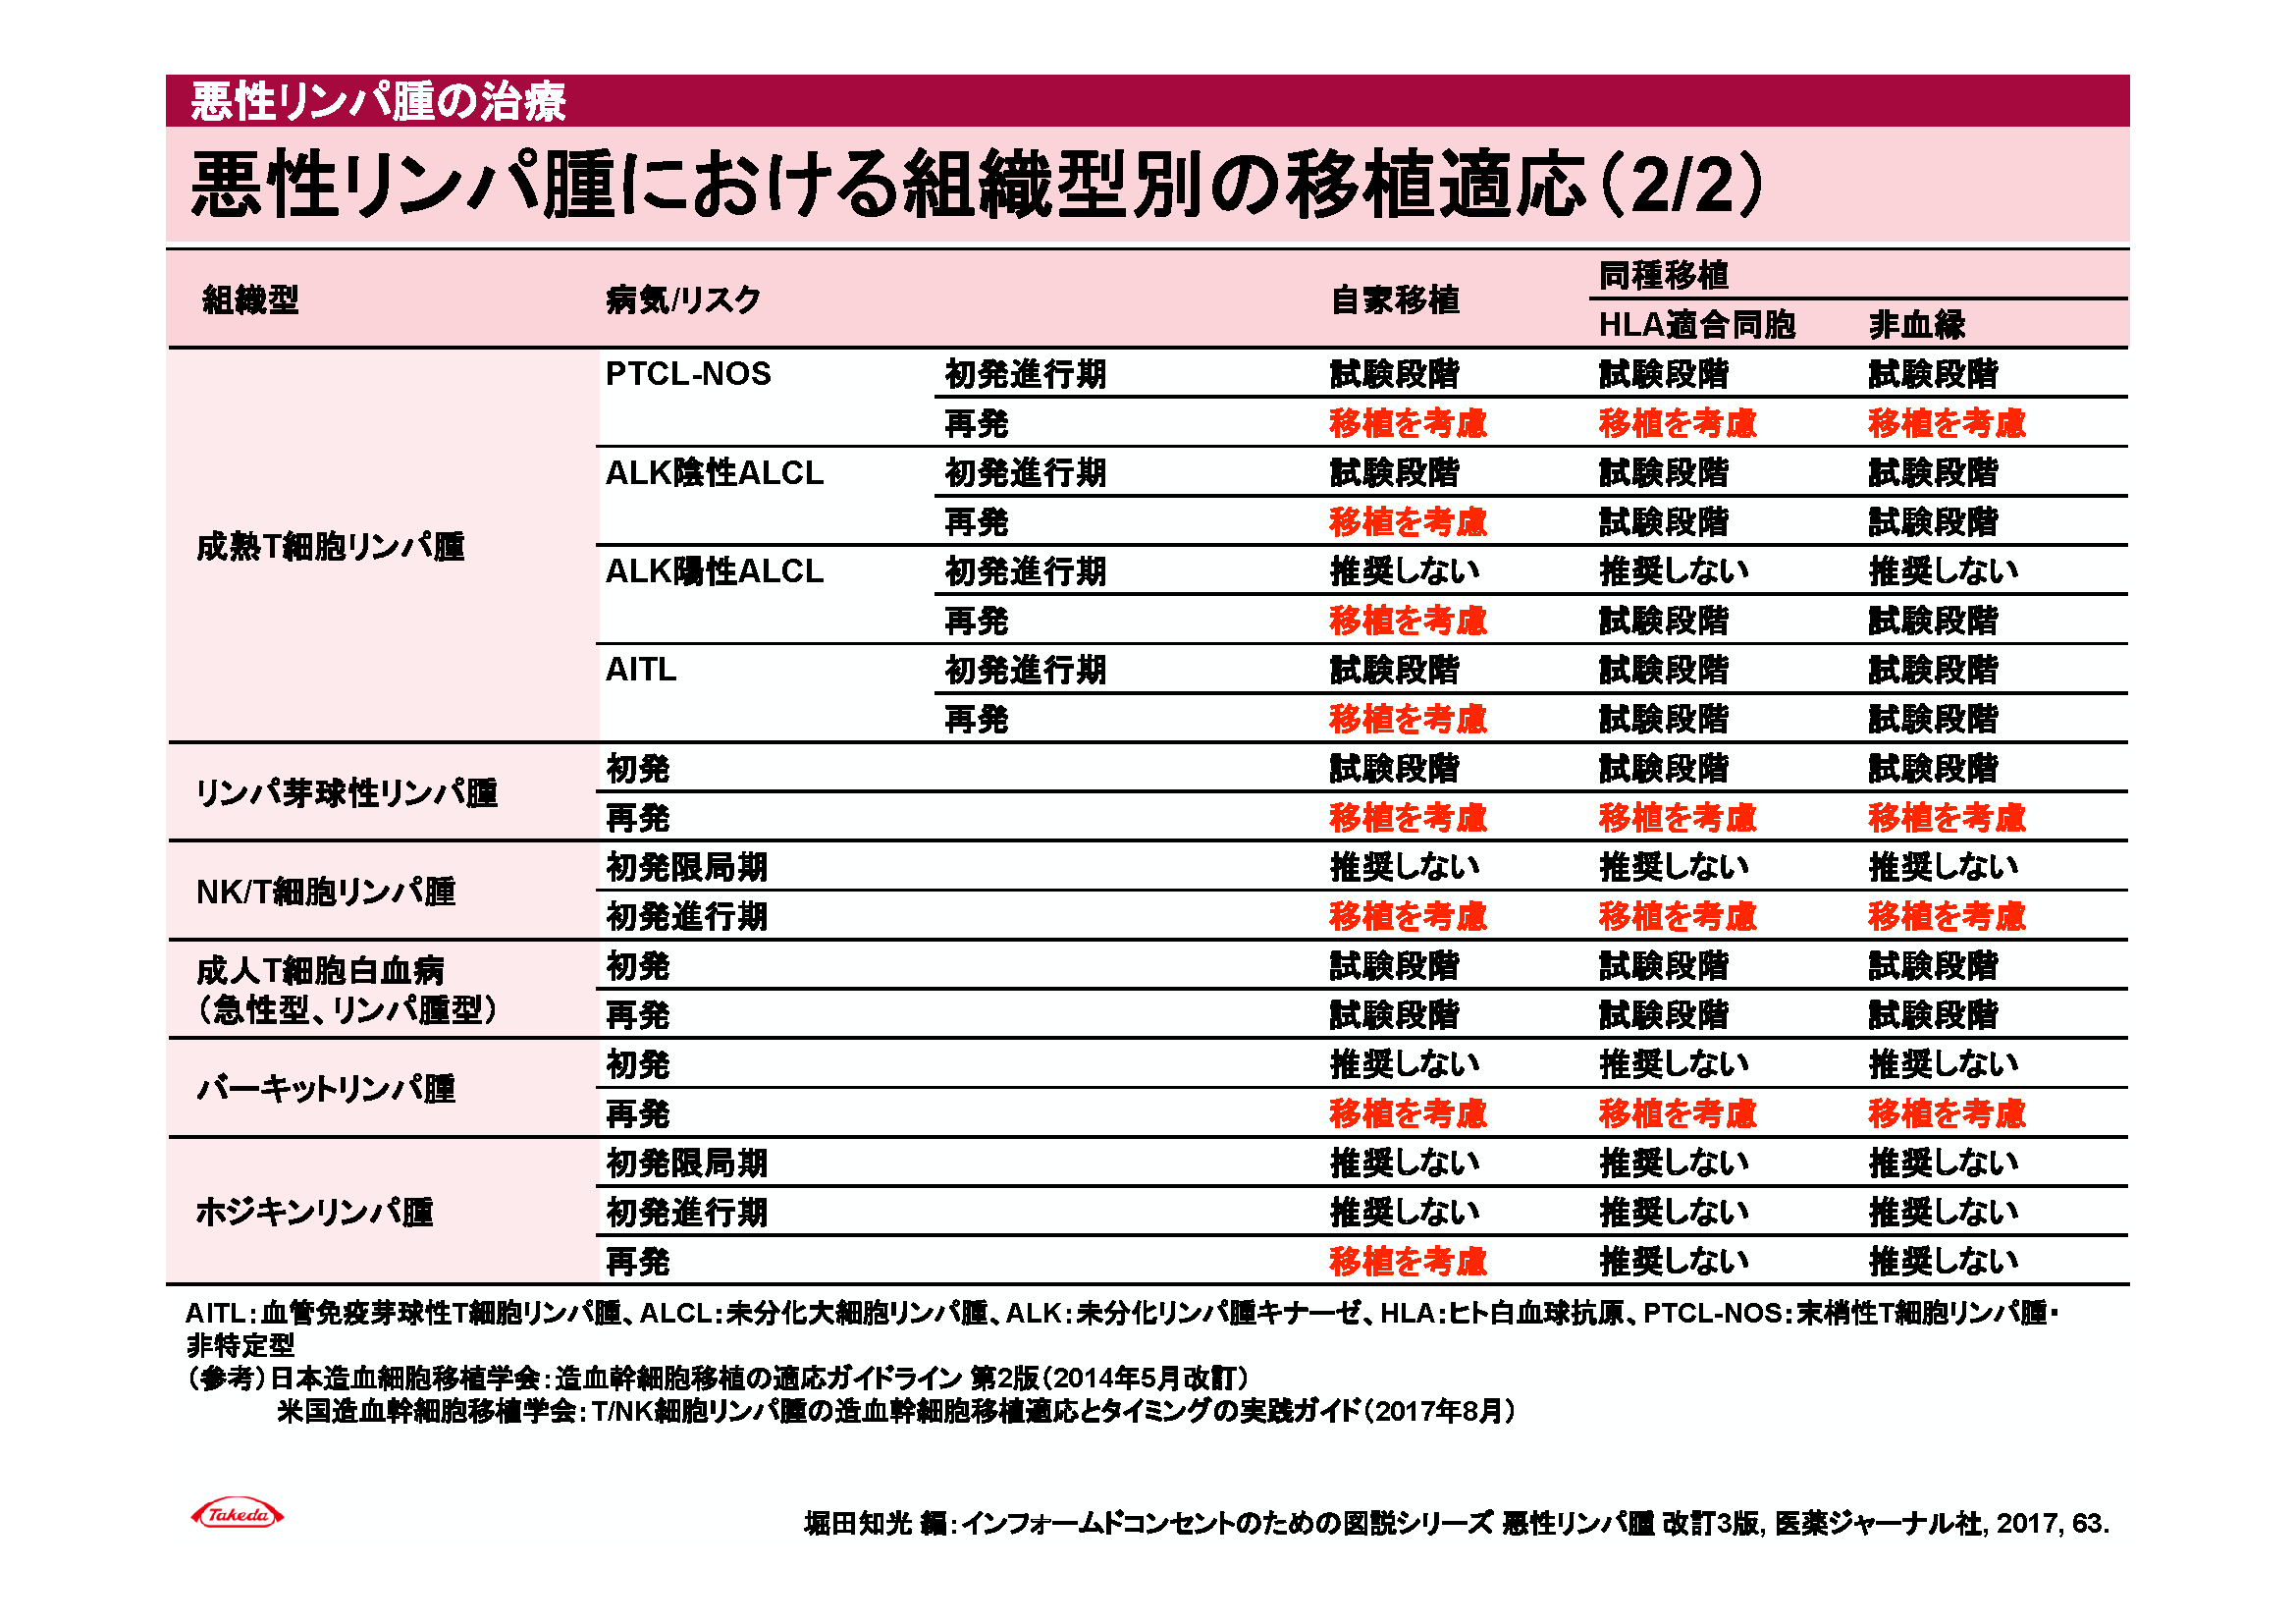 悪性リンパ腫の治療
悪性リンパ腫における組織型別の移植適応（2/2）
組織型 病気/リスク 自家移植 同種移植
HLA適合同胞 非血縁
成熟T細胞リンパ腫 PTCL-NOS 初発進行期 試験段階 試験段階 試験段階
再発 移植を考慮 移植を考慮 移植を考慮
ALK陰性ALCL 初発進行期 試験段階 試験段階 試験段階
再発 移植を考慮 試験段階 試験段階
ALK陽性ALCL 初発進行期 推奨しない 推奨しない 推奨しない
再発 移植を考慮 試験段階 試験段階
AITL 初発進行期 試験段階 試験段階 試験段階
再発 移植を考慮 試験段階 試験段階
リンパ芽球性リンパ腫 初発 試験段階 試験段階 試験段階
再発 移植を考慮 移植を考慮 移植を考慮
NK/T細胞リンパ腫 初発限局期 推奨しない 推奨しない 推奨しない
初発進行期 移植を考慮 移植を考慮 移植を考慮
成人T細胞白血病 初発 試験段階 試験段階 試験段階
（急性型、リンパ腫型） 再発 試験段階 試験段階 試験段階
バーキットリンパ腫 初発 推奨しない 推奨しない 推奨しない
再発 移植を考慮 移植を考慮 移植を考慮
ホジキンリンパ腫 初発限局期 推奨しない 推奨しない 推奨しない
初発進行期 推奨しない 推奨しない 推奨しない
再発 移植を考慮 推奨しない 推奨しない
AITL：血管免疫芽球性T細胞リンパ腫、ALCL：未分化大細胞リンパ腫、ALK：未分化リンパ腫キナーゼ、HLA：ヒト白血球抗原、PTCL-NOS：末梢性T細胞リンパ腫・
非特定型
（参考）日本造血細胞移植学会：造血幹細胞移植の適応ガイドライン 第2版（2014年5月改訂）
米国造血幹細胞移植学会：T/NK細胞リンパ腫の造血幹細胞移植適応とタイミングの実践ガイド（2017年8月）
Takeda
堀田知光 編：インフォームドコンセントのための図説シリーズ 悪性リンパ腫 改訂3版, 医薬ジャーナル社, 2017, 63.